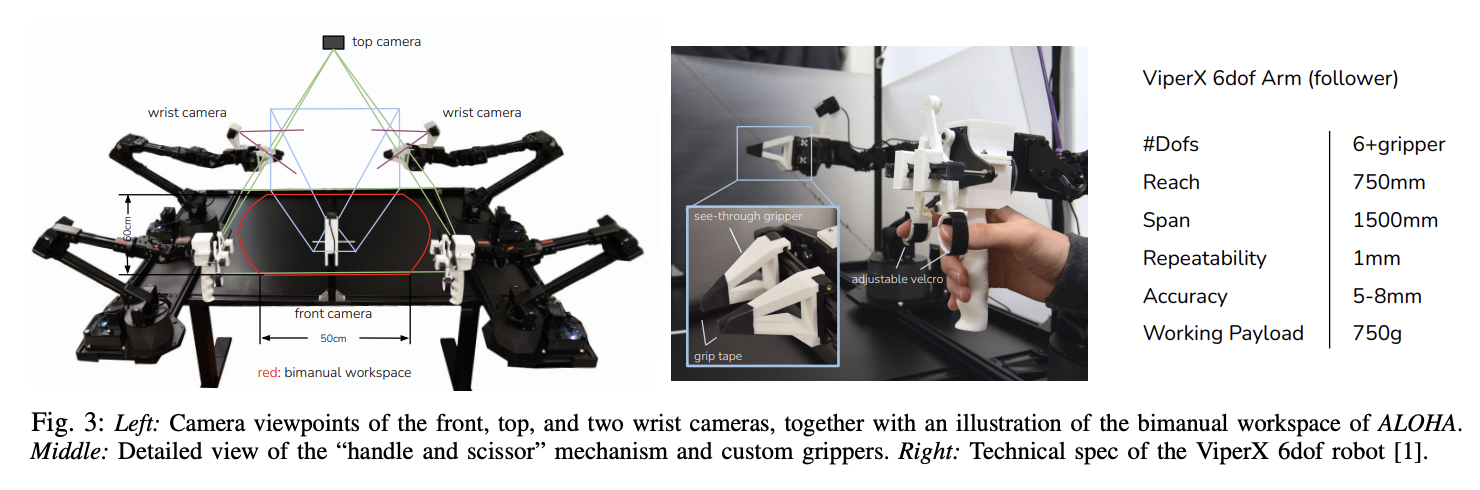 top camera
wrist camera
wrist camera
60cm
front camera
50cm
red: bimanual workspace
see-through gripper
adjustable velcro
grip tape
ViperX 6dof Arm (follower)
#Dofs 6+gripper
Reach 750mm
Span 1500mm
Repeatability 1mm
Accuracy 5-8mm
Working Payload 750g
Fig. 3: Left: Camera viewpoints of the front, top, and two wrist cameras, together with an illustration of the bimanual workspace of ALOHA.
Middle: Detailed view of the “handle and scissor” mechanism and custom grippers. Right: Technical spec of the ViperX 6dof robot [1].